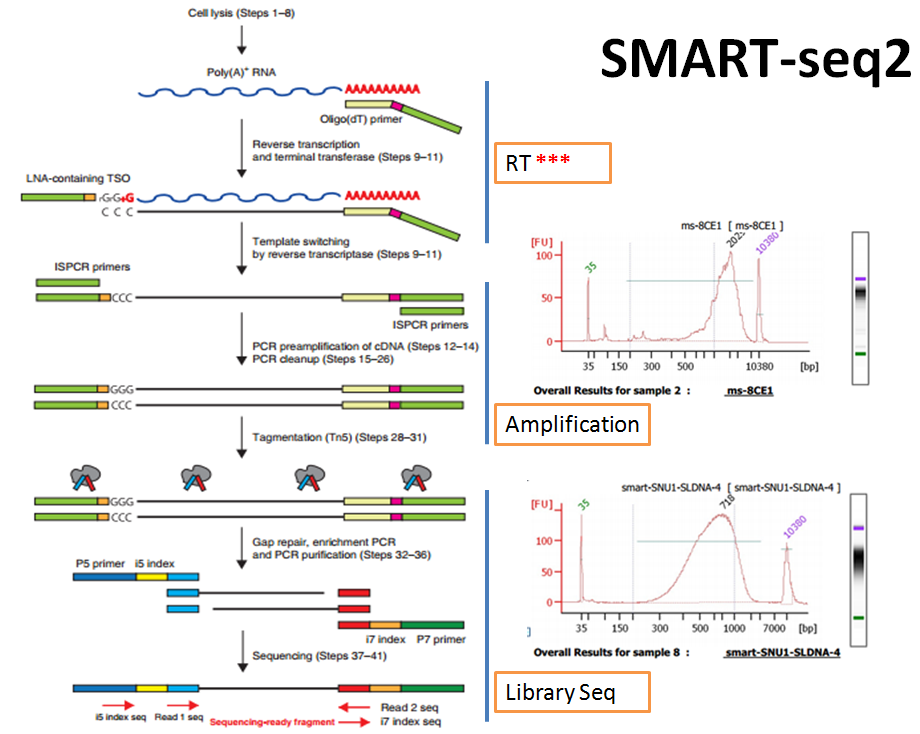 SMART-seq2
Cell lysis (Steps 1–8)
Poly(A)⁺ RNA
AAAAAAAAAA
Oligo(dT) primer
Reverse transcription
and terminal transferase (Steps 9–11)
RT ***
LNA-containing TSO
rGrG+G
AAAAAAAAAA
C C C
Template switching
by reverse transcriptase (Steps 9–11)
ISPCR primers
CCC
ISPCR primers
PCR preamplification of cDNA (Steps 12–14)
PCR cleanup (Steps 15–26)
GGG
CCC
Tagmentation (Tn5) (Steps 28–31)
GGG
CCC
Gap repair, enrichment PCR
and PCR purification (Steps 32–36)
P5 primer i5 index
i7 index P7 primer
Sequencing (Steps 37–41)
i5 index seq Read 1 seq
Sequencing-ready fragment
Read 2 seq
i7 index seq
ms-8CE1 [ ms-8CE1 ]
[FU]
35
10380
100
50
0
35 150 300 500 10380 [bp]
Overall Results for sample 2 : ms-8CE1
Amplification
smart-SNU1-SLDNA-4 [ smart-SNU1-SLDNA-4 ]
[FU]
35
718
10380
100
50
0
35 150 300 500 1000 7000 [bp]
Overall Results for sample 8 : smart-SNU1-SLDNA-4
Library Seq